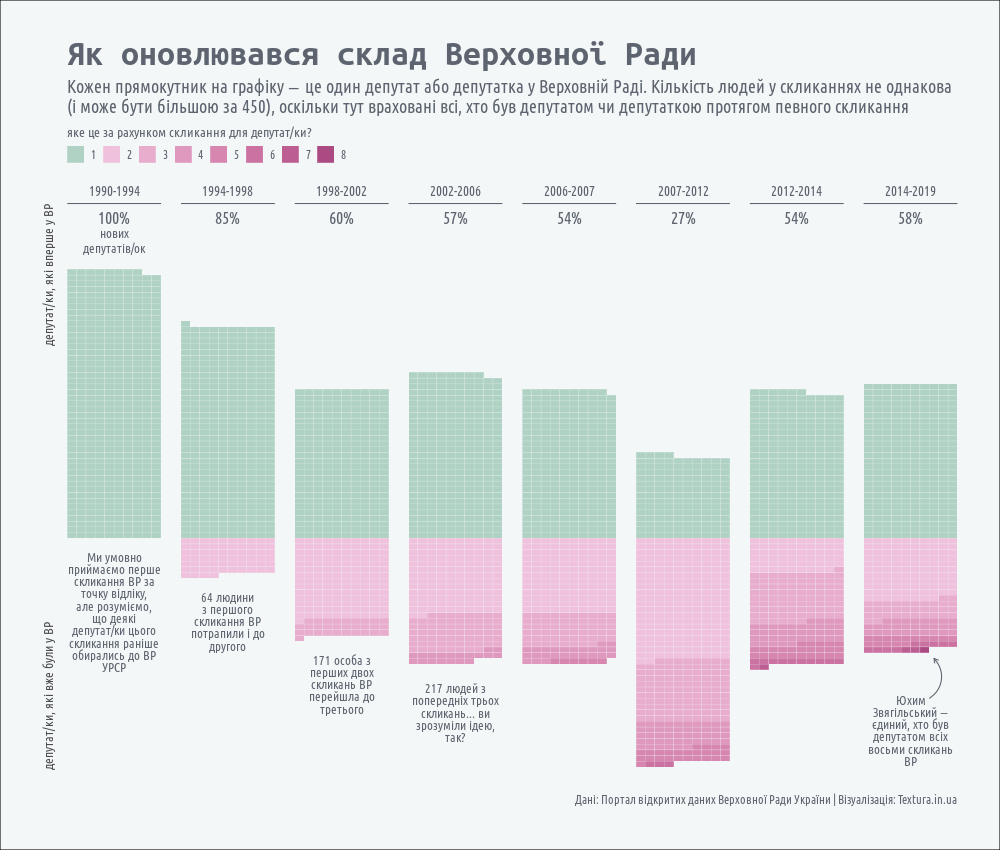 Як оновлювався склад Верховної Ради
Кожен прямокутник на графіку — це один депутат або депутатка у Верховній Раді. Кількість людей у скликаннях не однакова
(і може бути більшою за 450), оскільки тут враховані всі, хто був депутатом чи депутаткою протягом певного скликання
яке це за рахунком скликання для депутат/ки?
1 2 3 4 5 6 7 8
1990-1994 1994-1998 1998-2002 2002-2006 2006-2007 2007-2012 2012-2014 2014-2019
100% 85% 60% 57% 54% 27% 54% 58%
нових
депутатів/ок
депутат/ки, які вперше у ВР
депутат/ки, які вже були у ВР
Ми умовно
приймаємо перше
скликання ВР за
точку відліку,
але розуміємо,
що деякі
депутат/ки цього
скликання раніше
обирались до ВР
УРСР
64 людини
з першого
скликання ВР
потрапили і до
другого
171 особа з
перших двох
скликань ВР
перейшла до
третього
217 людей з
попередніх трьох
скликань... ви
зрозуміли ідею,
так?
Юхим
Звягільський —
єдиний, хто був
депутатом всіх
восьми скликань
ВР
Дані: Портал відкритих даних Верховної Ради України | Візуалізація: Textura.in.ua